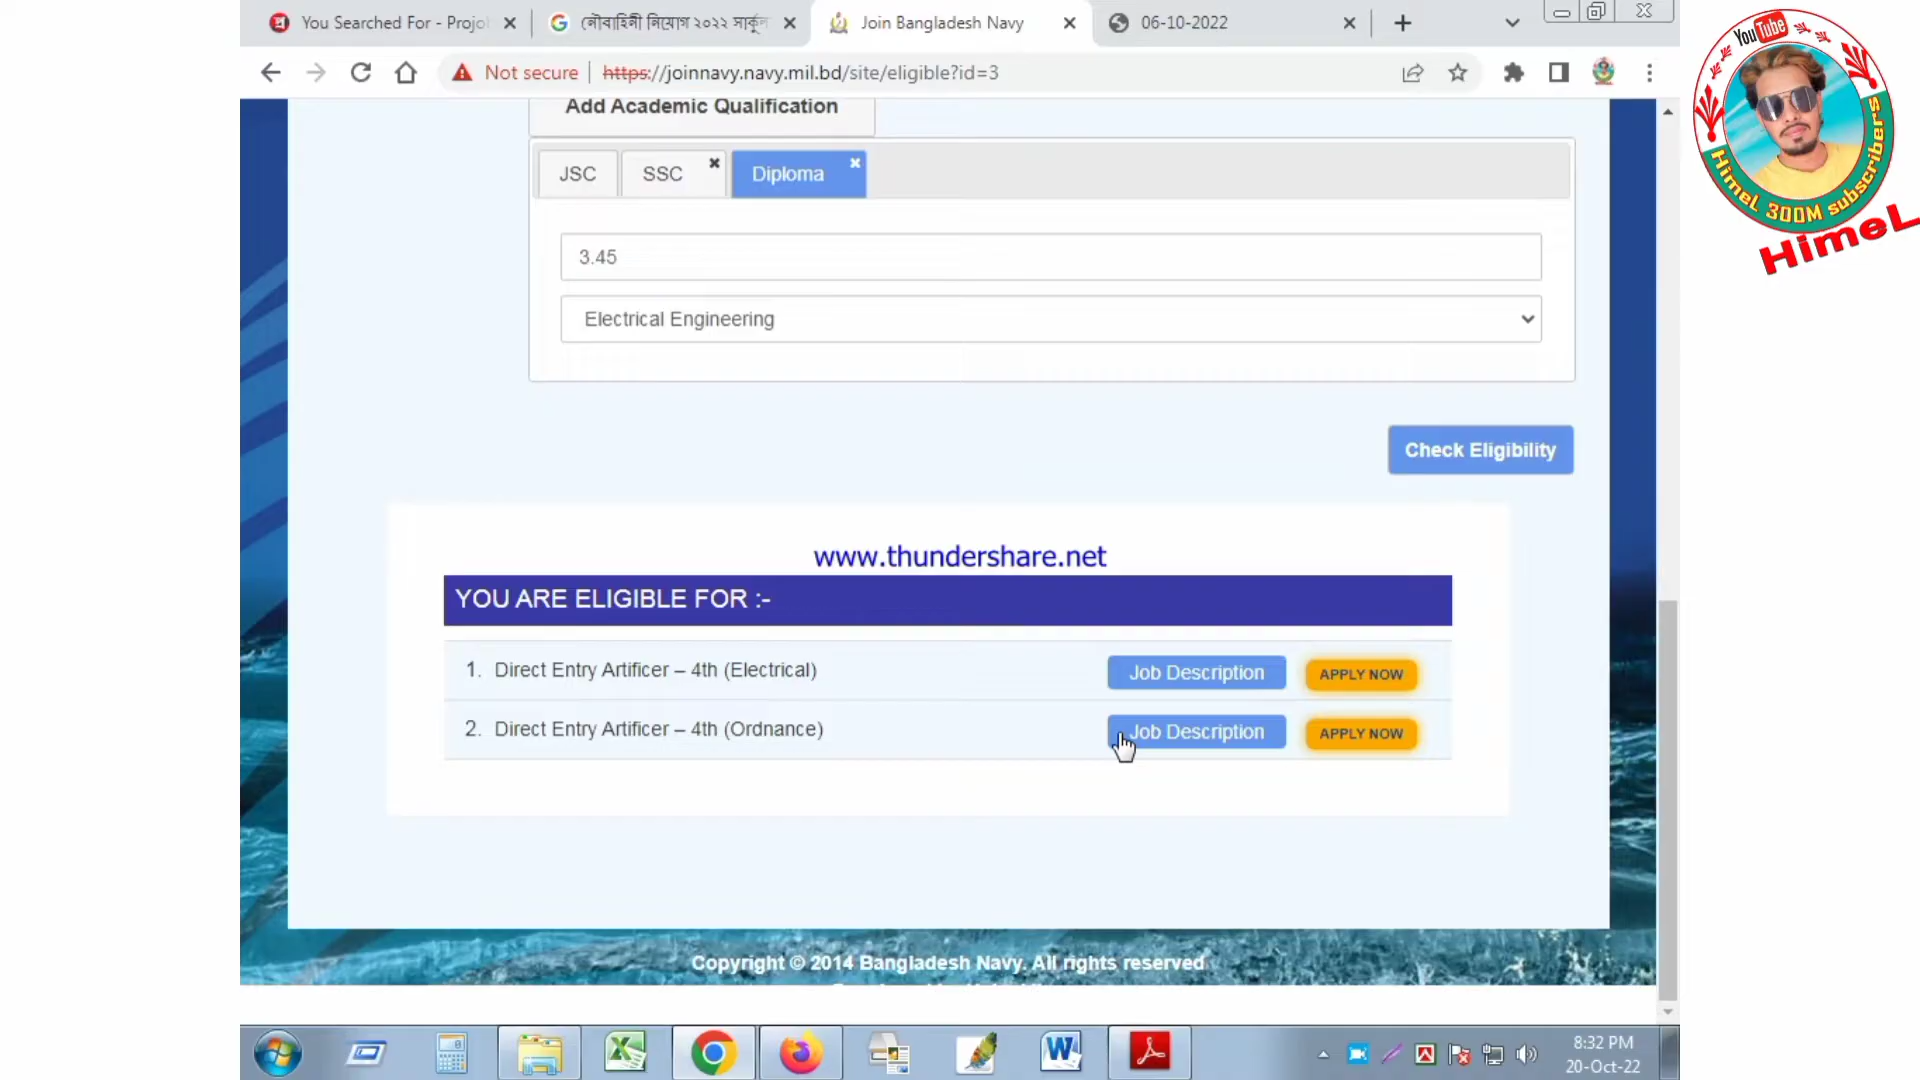 You Searched For - Projo
নৌবাহিনী নিয়োগ ২০২২ সার্কুল
Join Bangladesh Navy
06-10-2022
Not secure
https://joinnavy.navy.mil.bd/site/eligible?id=3
Add Academic Qualification
JSC
SSC
Diploma
3.45
Electrical Engineering
Check Eligibility
www.thundershare.net
YOU ARE ELIGIBLE FOR :-
1. Direct Entry Artificer – 4th (Electrical)
Job Description
APPLY NOW
2. Direct Entry Artificer – 4th (Ordnance)
Job Description
APPLY NOW
Copyright © 2014 Bangladesh Navy. All rights reserved
8:32 PM
20-Oct-22
YouTube
HimeL 300M subscribers
HimeL